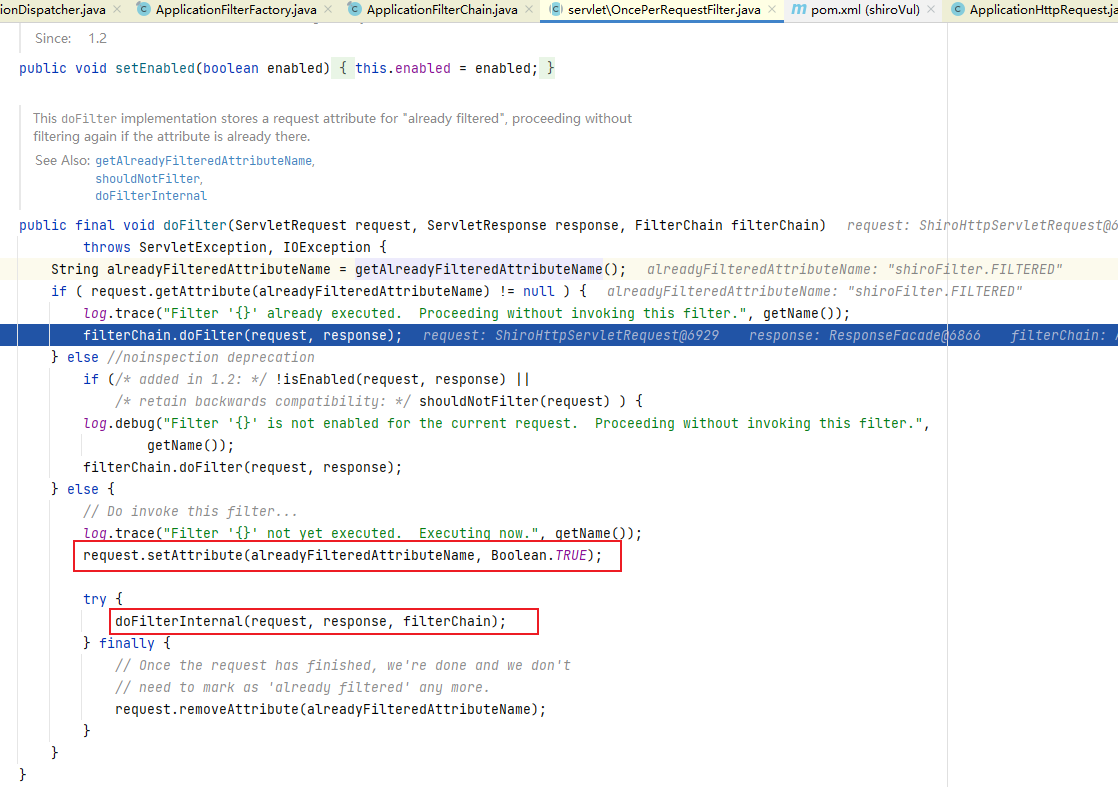 ionDispatcher.java × ApplicationFilterFactory.java × ApplicationFilterChain.java × servlet\OncePerRequestFilter.java × pom.xml (shiroVul) × ApplicationHttpRequest.ja
Since: 1.2
public void setEnabled(boolean enabled) { this.enabled = enabled; }
This doFilter implementation stores a request attribute for "already filtered", proceeding without
filtering again if the attribute is already there.
See Also: getAlreadyFilteredAttributeName,
shouldNotFilter,
doFilterInternal
public final void doFilter(ServletRequest request, ServletResponse response, FilterChain filterChain) request: ShiroHttpServletRequest@6
throws ServletException, IOException {
String alreadyFilteredAttributeName = getAlreadyFilteredAttributeName(); alreadyFilteredAttributeName: "shiroFilter.FILTERED"
if ( request.getAttribute(alreadyFilteredAttributeName) != null ) { alreadyFilteredAttributeName: "shiroFilter.FILTERED"
log.trace("Filter '{}' already executed.  Proceeding without invoking this filter.", getName());
filterChain.doFilter(request, response); request: ShiroHttpServletRequest@6929 response: ResponseFacade@6866 filterChain:
} else //noinspection deprecation
if (/* added in 1.2: */ !isEnabled(request, response) ||
/* retain backwards compatibility: */ shouldNotFilter(request) ) {
log.debug("Filter '{}' is not enabled for the current request.  Proceeding without invoking this filter.",
getName());
filterChain.doFilter(request, response);
} else {
// Do invoke this filter...
log.trace("Filter '{}' not yet executed.  Executing now.", getName());
request.setAttribute(alreadyFilteredAttributeName, Boolean.TRUE);
try {
doFilterInternal(request, response, filterChain);
} finally {
// Once the request has finished, we're done and we don't
// need to mark as 'already filtered' any more.
request.removeAttribute(alreadyFilteredAttributeName);
}
}
}